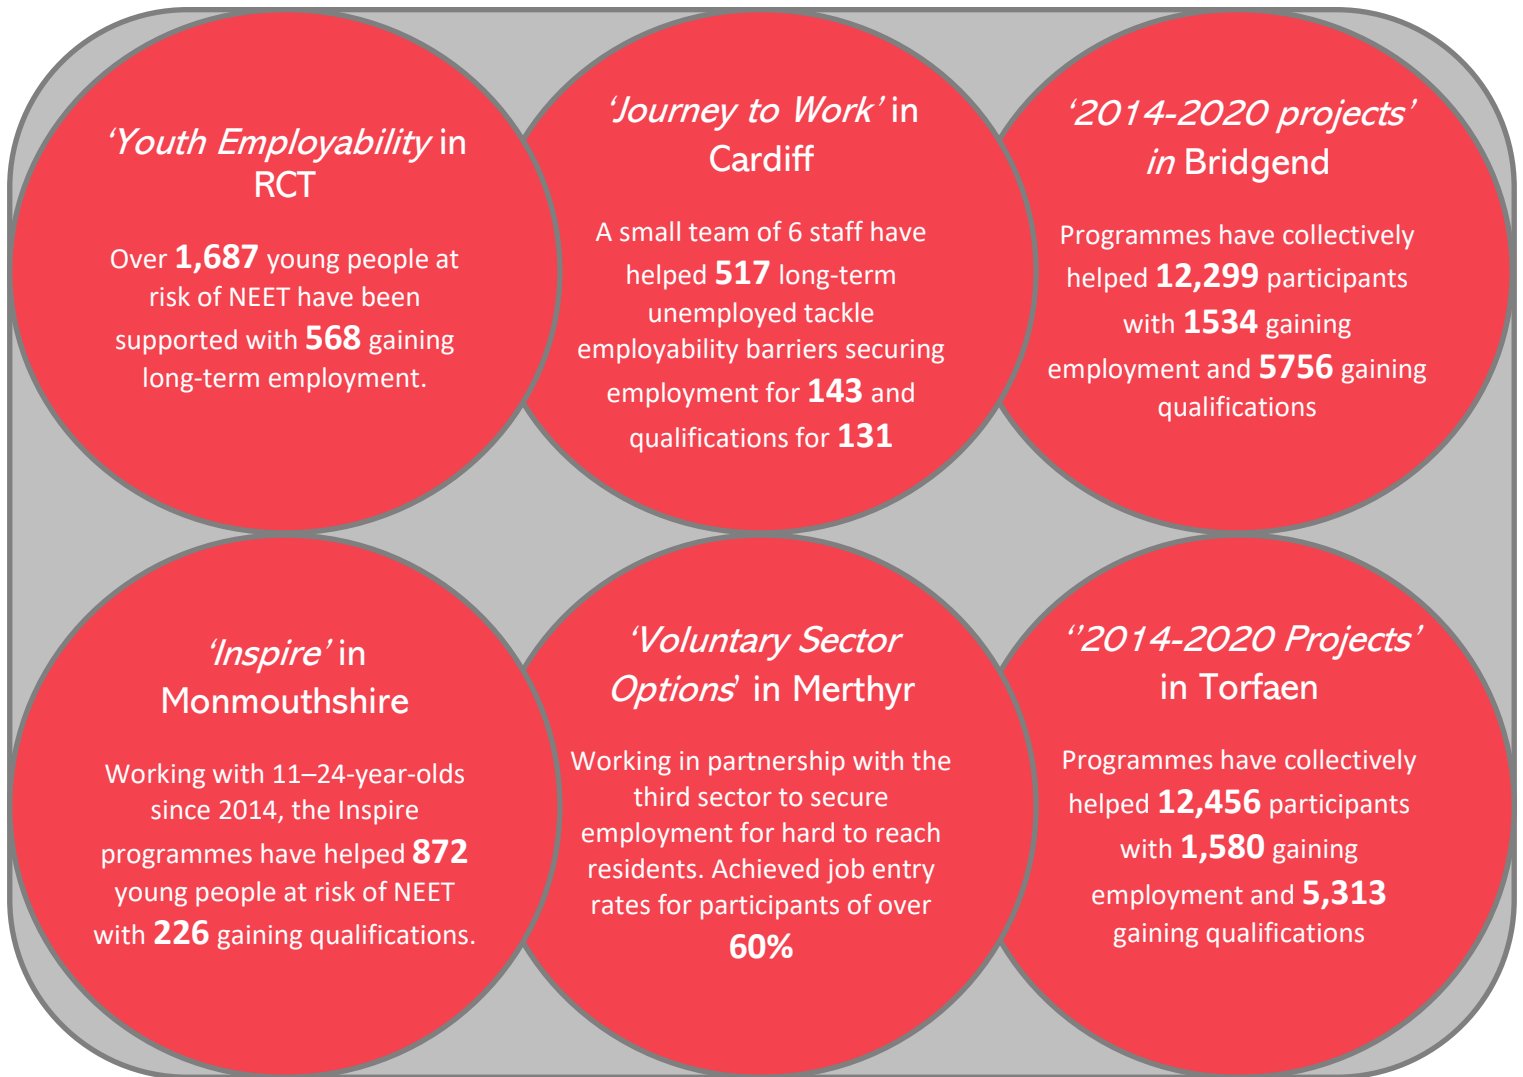 ‘Youth Employability in
RCT
Over 1,687 young people at
risk of NEET have been
supported with 568 gaining
long-term employment.
‘Journey to Work’ in
Cardiff
A small team of 6 staff have
helped 517 long-term
unemployed tackle
employability barriers securing
employment for 143 and
qualifications for 131
‘2014-2020 projects’
in Bridgend
Programmes have collectively
helped 12,299 participants
with 1534 gaining
employment and 5756 gaining
qualifications
‘Inspire’ in
Monmouthshire
Working with 11–24-year-olds
since 2014, the Inspire
programmes have helped 872
young people at risk of NEET
with 226 gaining qualifications.
‘Voluntary Sector
Options’ in Merthyr
Working in partnership with the
third sector to secure
employment for hard to reach
residents. Achieved job entry
rates for participants of over
60%
‘’2014-2020 Projects’
in Torfaen
Programmes have collectively
helped 12,456 participants
with 1,580 gaining
employment and 5,313
gaining qualifications